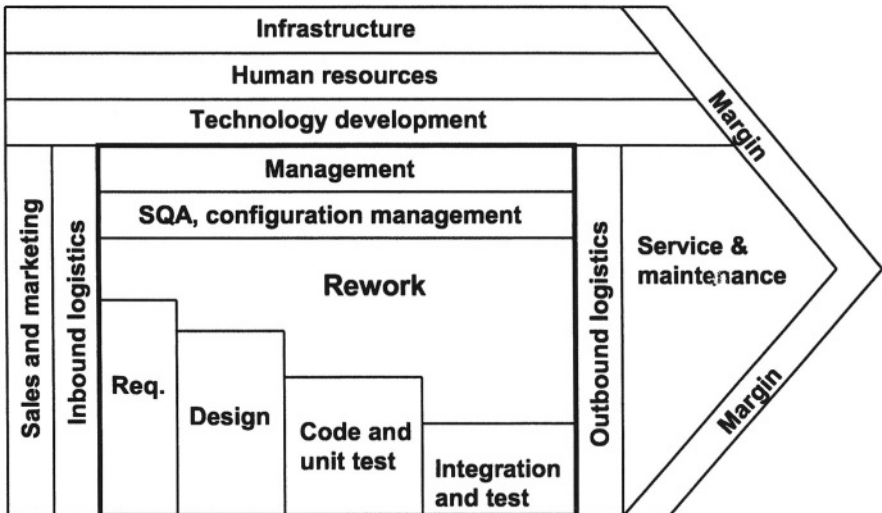 Infrastructure
Human resources
Technology development
Margin
Management
SQA, configuration management
Sales and marketing
Inbound logistics
Rework
Outbound logistics
Service &
maintenance
Req.
Design
Code and
unit test
Integration
and test
Margin